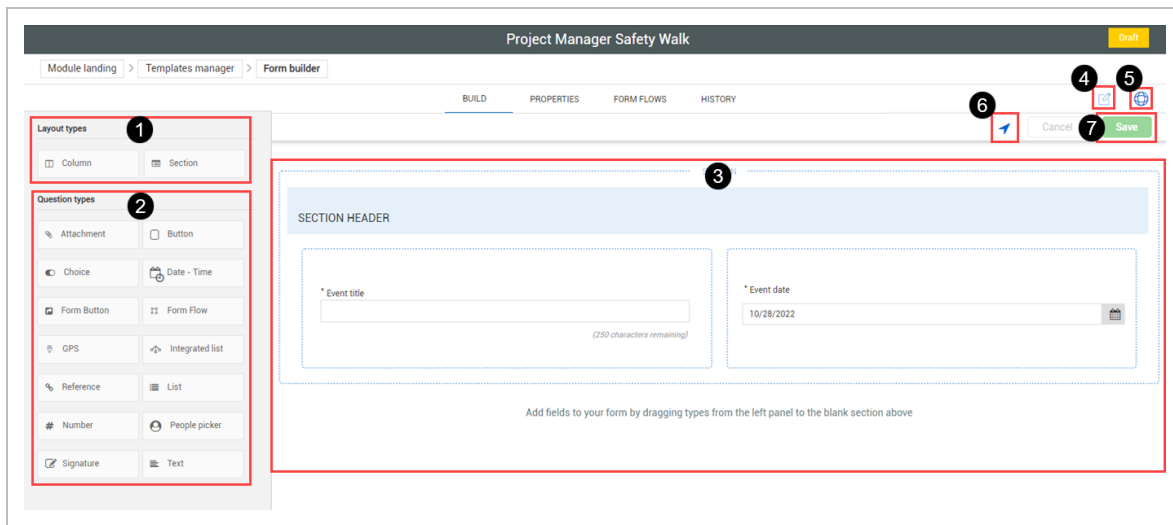 Project Manager Safety Walk
Draft
Module landing > Templates manager > Form builder
4 5
BUILD PROPERTIES FORM FLOWS HISTORY
6
Cancel 7 Save
Layout types 1
Column Section
3
SECTION HEADER
Question types 2
Attachment Button
Choice Date - Time
Form Button Form Flow
GPS Integrated list
Reference List
Number People picker
Signature Text
* Event title
(250 characters remaining)
* Event date
10/28/2022
Add fields to your form by dragging types from the left panel to the blank section above